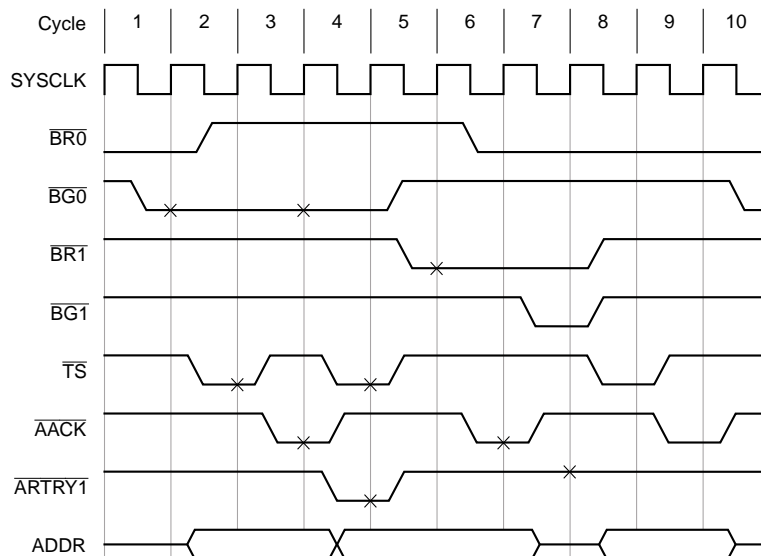 Cycle 1 2 3 4 5 6 7 8 9 10
SYSCLK
BR0
BG0
BR1
BG1
TS
AACK
ARTRY1
ADDR